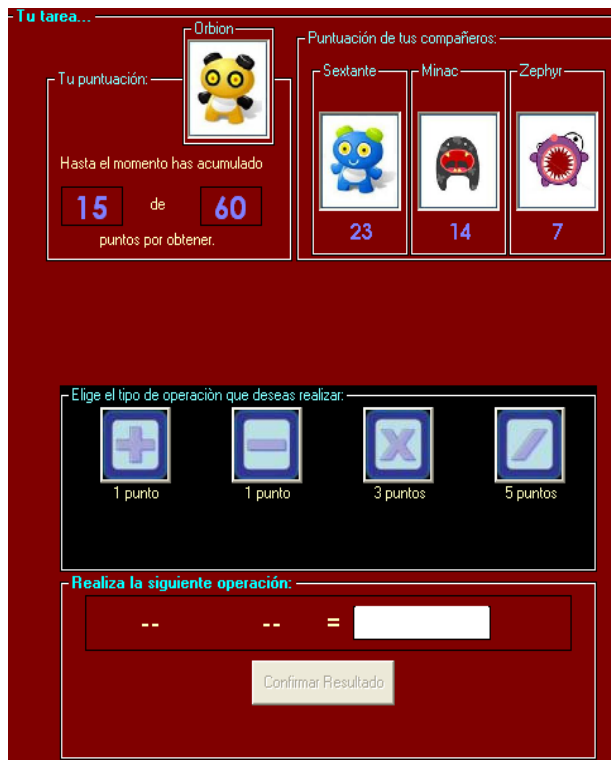 Tu tarea...
Orbion
Tu puntuación:
Hasta el momento has acumulado
15 de 60
puntos por obtener.
Puntuación de tus compañeros:
Sextante Minac Zephyr
23 14 7
Elige el tipo de operaciòn que deseas realizar:
+ - X /
1 punto 1 punto 3 puntos 5 puntos
Realiza la siguiente operación:
-- -- =
Confirmar Resultado